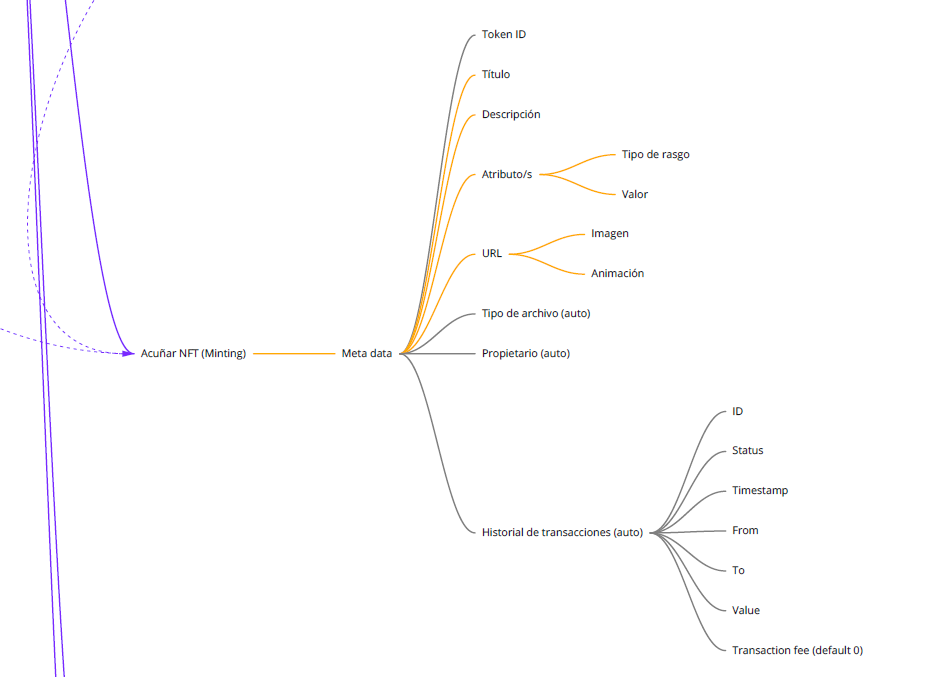 Token ID
Título
Descripción
Atributo/s
Tipo de rasgo
Valor
URL
Imagen
Animación
Tipo de archivo (auto)
Acuñar NFT (Minting)
Meta data
Propietario (auto)
Historial de transacciones (auto)
ID
Status
Timestamp
From
To
Value
Transaction fee (default 0)